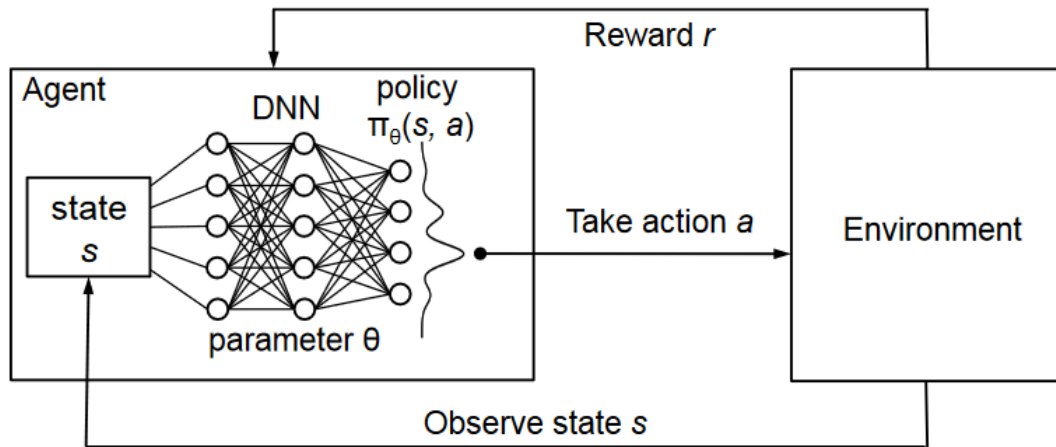 Reward r
Agent
policy
DNN
πθ(s, a)
state
s
Take action a
Environment
parameter θ
Observe state s